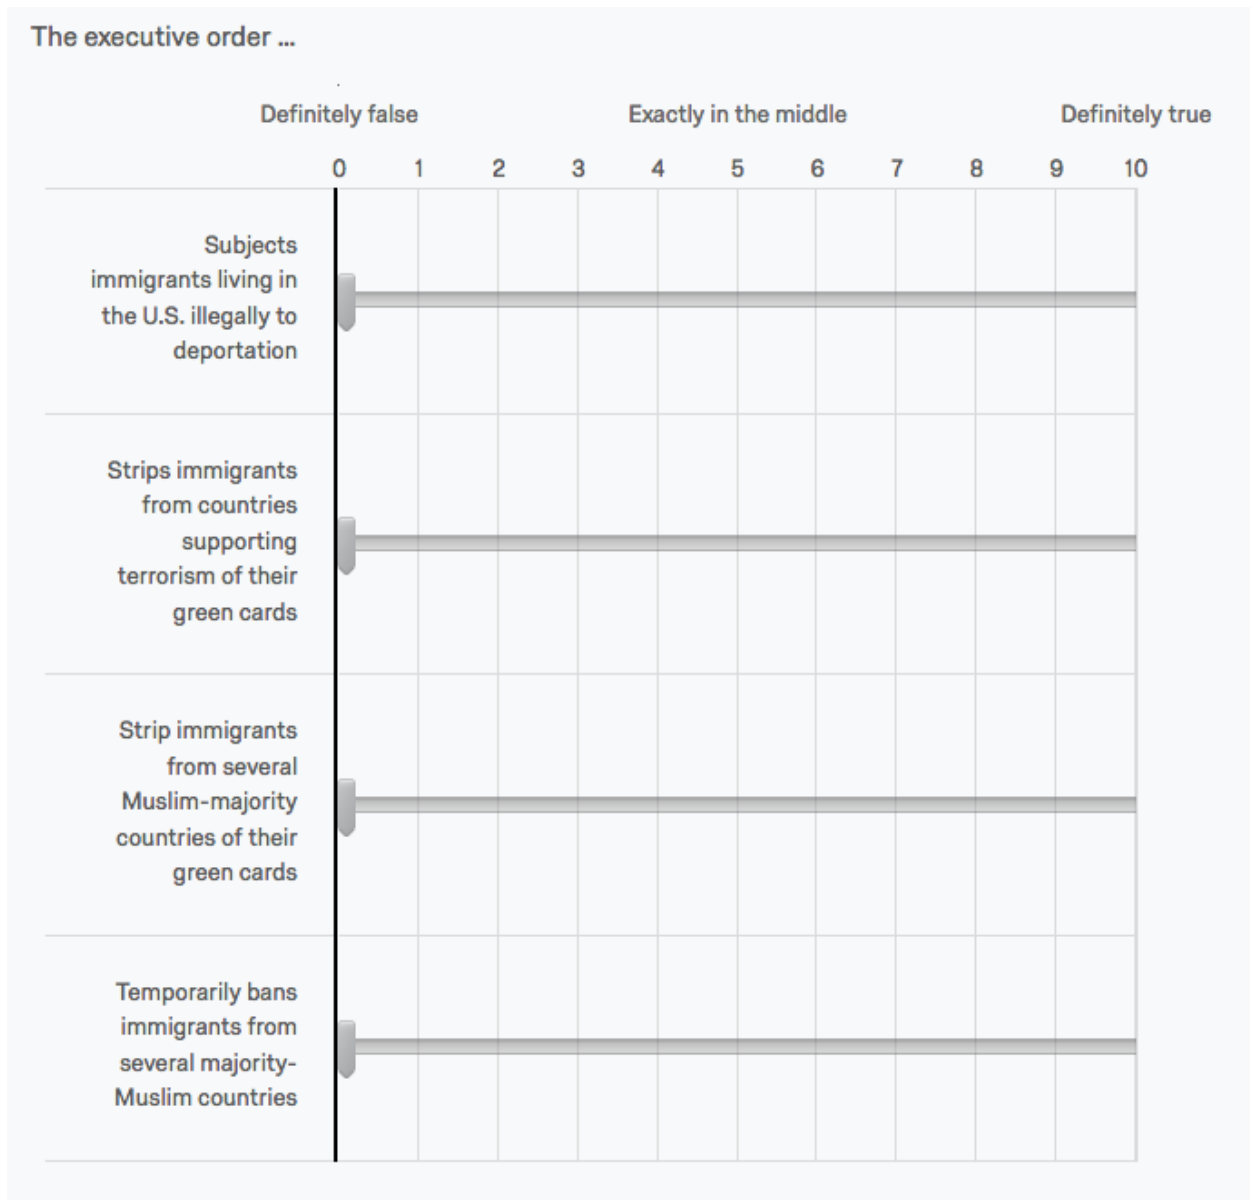 The executive order ...
Definitely false Exactly in the middle Definitely true
0 1 2 3 4 5 6 7 8 9 10
Subjects
immigrants living in
the U.S. illegally to
deportation
Strips immigrants
from countries
supporting
terrorism of their
green cards
Strip immigrants
from several
Muslim-majority
countries of their
green cards
Temporarily bans
immigrants from
several majority-
Muslim countries